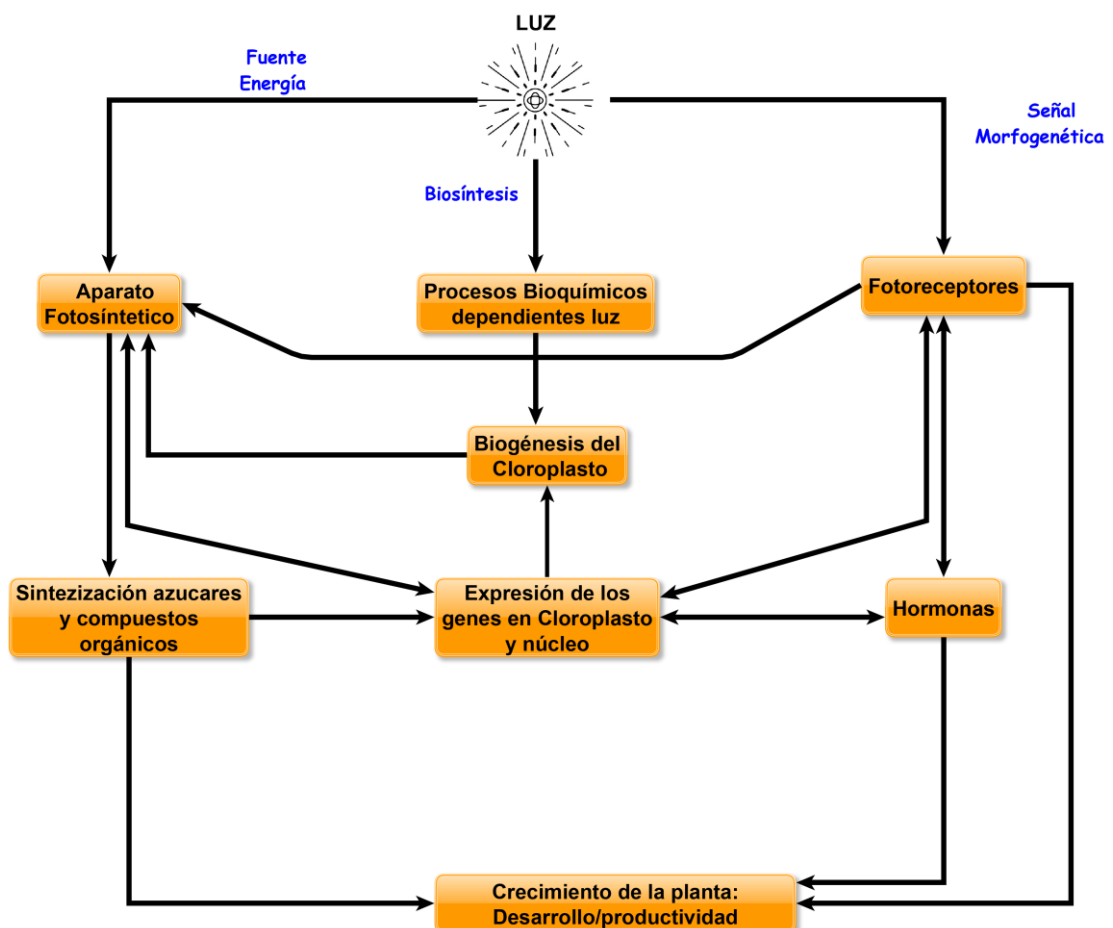 LUZ
Fuente
Energía
Señal
Morfogenética
Biosíntesis
Aparato
Fotosíntetico
Procesos Bioquímicos
dependientes luz
Fotoreceptores
Biogénesis del
Cloroplasto
Sintezización azucares
y compuestos
orgánicos
Expresión de los
genes en Cloroplasto
y núcleo
Hormonas
Crecimiento de la planta:
Desarrollo/productividad